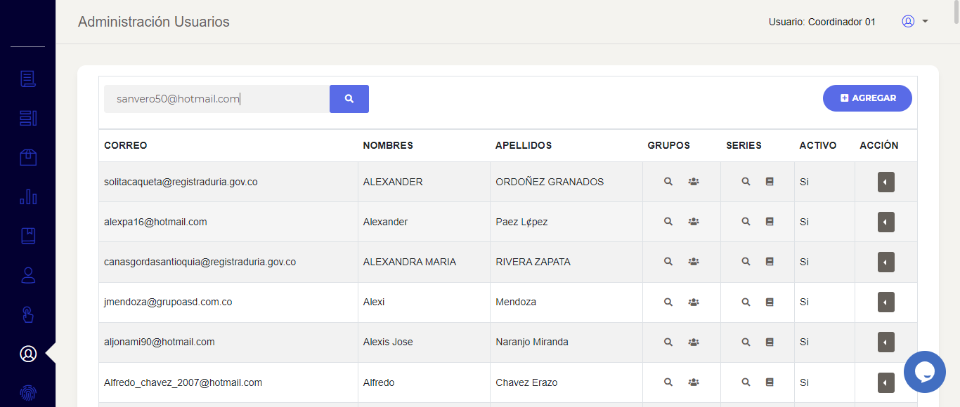 Administración Usuarios
Usuario: Coordinador 01
sanvero50@hotmail.com
AGREGAR
CORREO NOMBRES APELLIDOS GRUPOS SERIES ACTIVO ACCIÓN
solitacaqueta@registraduria.gov.co ALEXANDER ORDOÑEZ GRANADOS Si
alexpa16@hotmail.com Alexander Paez L¢pez Si
canasgordasantioquia@registraduria.gov.co ALEXANDRA MARIA RIVERA ZAPATA Si
jmendoza@grupoasd.com.co Alexi Mendoza Si
aljonami90@hotmail.com Alexis Jose Naranjo Miranda Si
Alfredo_chavez_2007@hotmail.com Alfredo Chavez Erazo Si